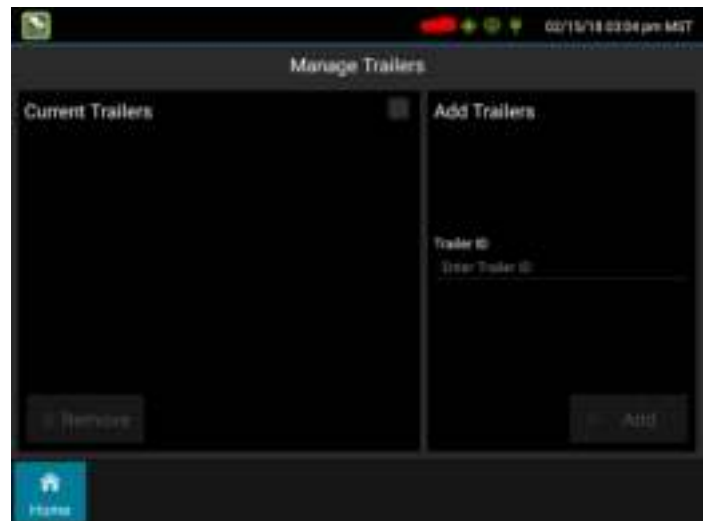 02/15/18 03:04 pm MST
Manage Trailers
Current Trailers
Add Trailers
Trailer ID
Enter Trailer ID
Remove
Add
Home